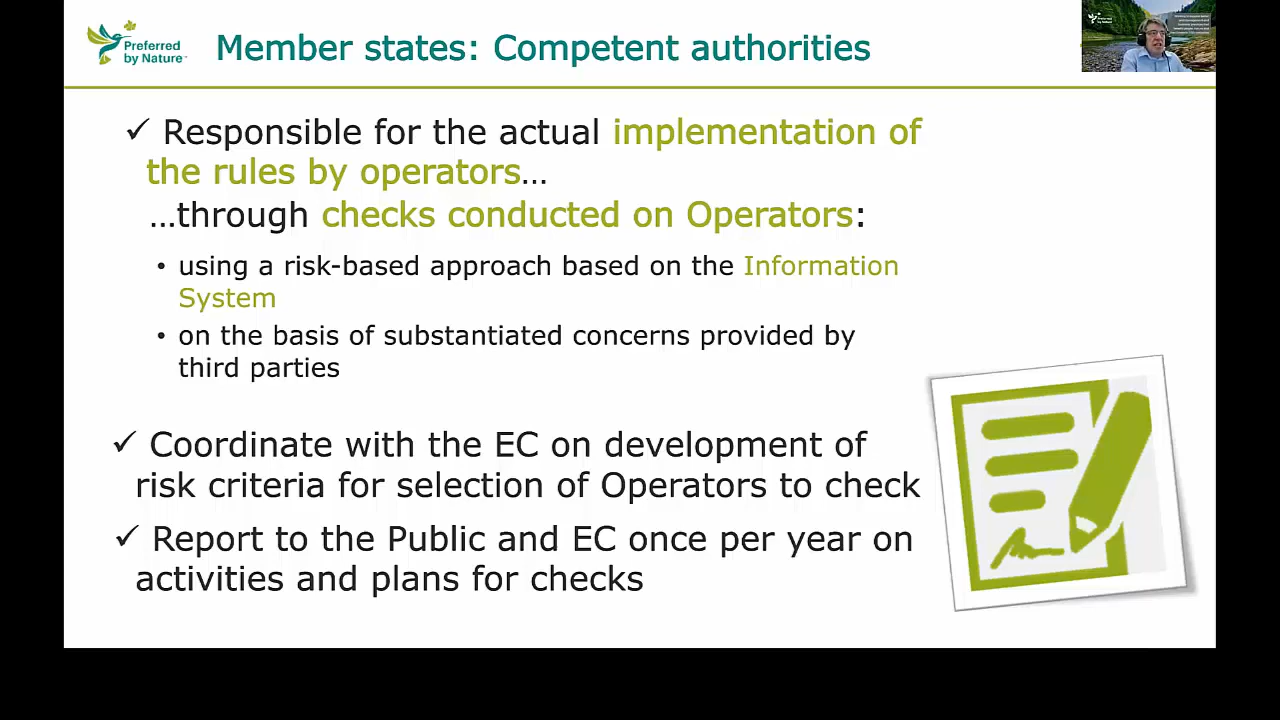 Preferred
by Nature™
Member states: Competent authorities
✓ Responsible for the actual implementation of
the rules by operators…
…through checks conducted on Operators:
• using a risk-based approach based on the Information
System
• on the basis of substantiated concerns provided by
third parties
✓ Coordinate with the EC on development of
risk criteria for selection of Operators to check
✓ Report to the Public and EC once per year on
activities and plans for checks